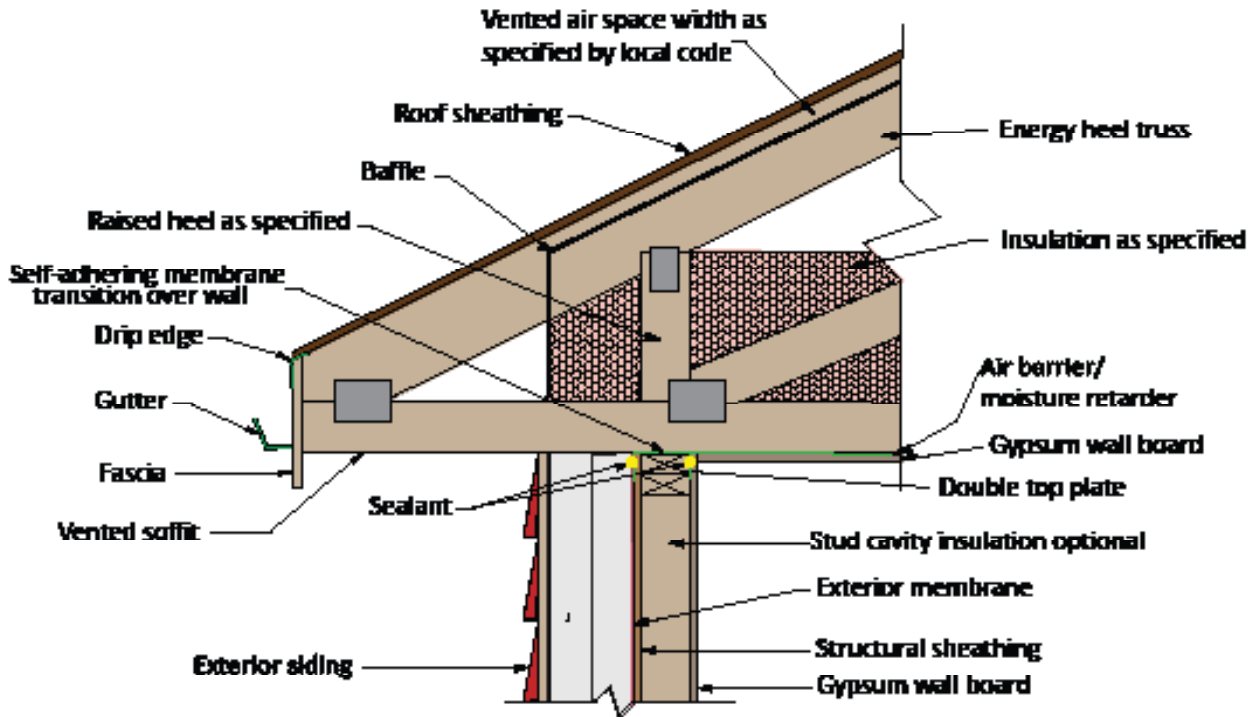 Vented air space width as
specified by local code
Roof sheathing
Energy heel truss
Baffle
Raised heel as specified
Insulation as specified
Self-adhering membrane
transition over wall
Drip edge
Air barrier/
moisture retarder
Gutter
Gypsum wall board
Fascia
Double top plate
Sealant
Vented soffit
Stud cavity insulation optional
Exterior membrane
Structural sheathing
Exterior siding
Gypsum wall board